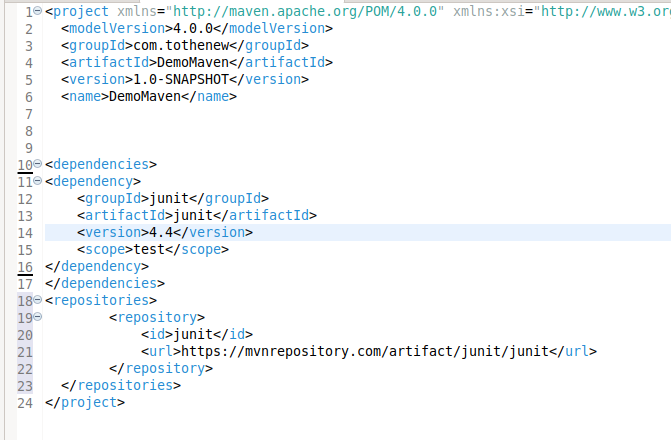 1 <project xmlns="http://maven.apache.org/POM/4.0.0" xmlns:xsi="http://www.w3.org
2 <modelVersion>4.0.0</modelVersion>
3 <groupId>com.tothenew</groupId>
4 <artifactId>DemoMaven</artifactId>
5 <version>1.0-SNAPSHOT</version>
6 <name>DemoMaven</name>
7
8
9
10 <dependencies>
11 <dependency>
12 <groupId>junit</groupId>
13 <artifactId>junit</artifactId>
14 <version>4.4</version>
15 <scope>test</scope>
16 </dependency>
17 </dependencies>
18 <repositories>
19 <repository>
20 <id>junit</id>
21 <url>https://mvnrepository.com/artifact/junit/junit</url>
22 </repository>
23 </repositories>
24 </project>